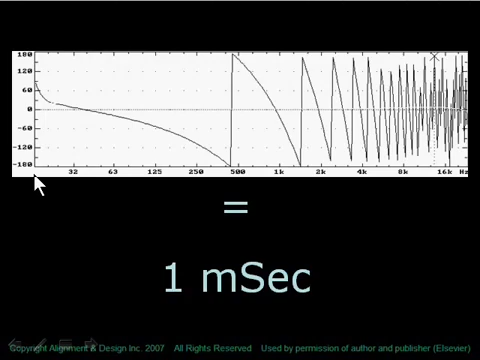 180
120
60
0
-60
-120
-180
32 63 125 250 500 1k 2k 4k 8k 16k Hz
=
1 mSec
Copyright Alignment & Design Inc. 2007 All Rights Reserved Used by permission of author and publisher (Elsevier)